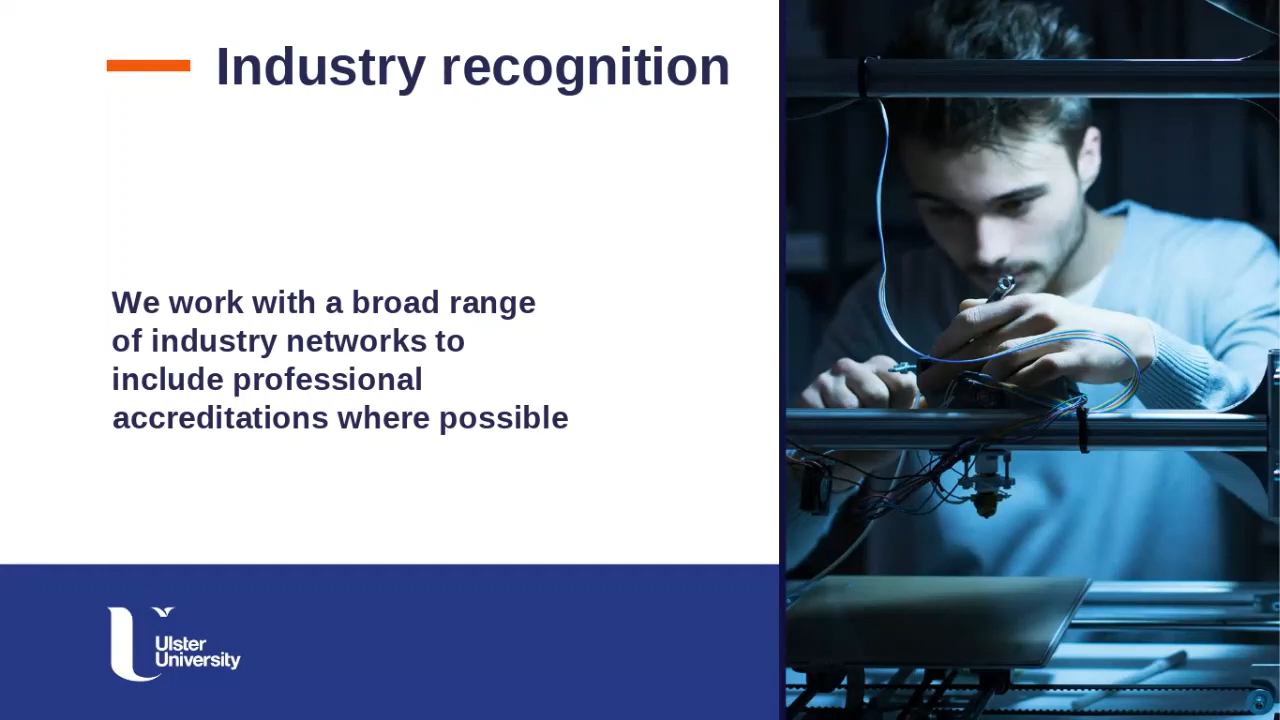 Industry recognition
We work with a broad range
of industry networks to
include professional
accreditations where possible
Ulster
University